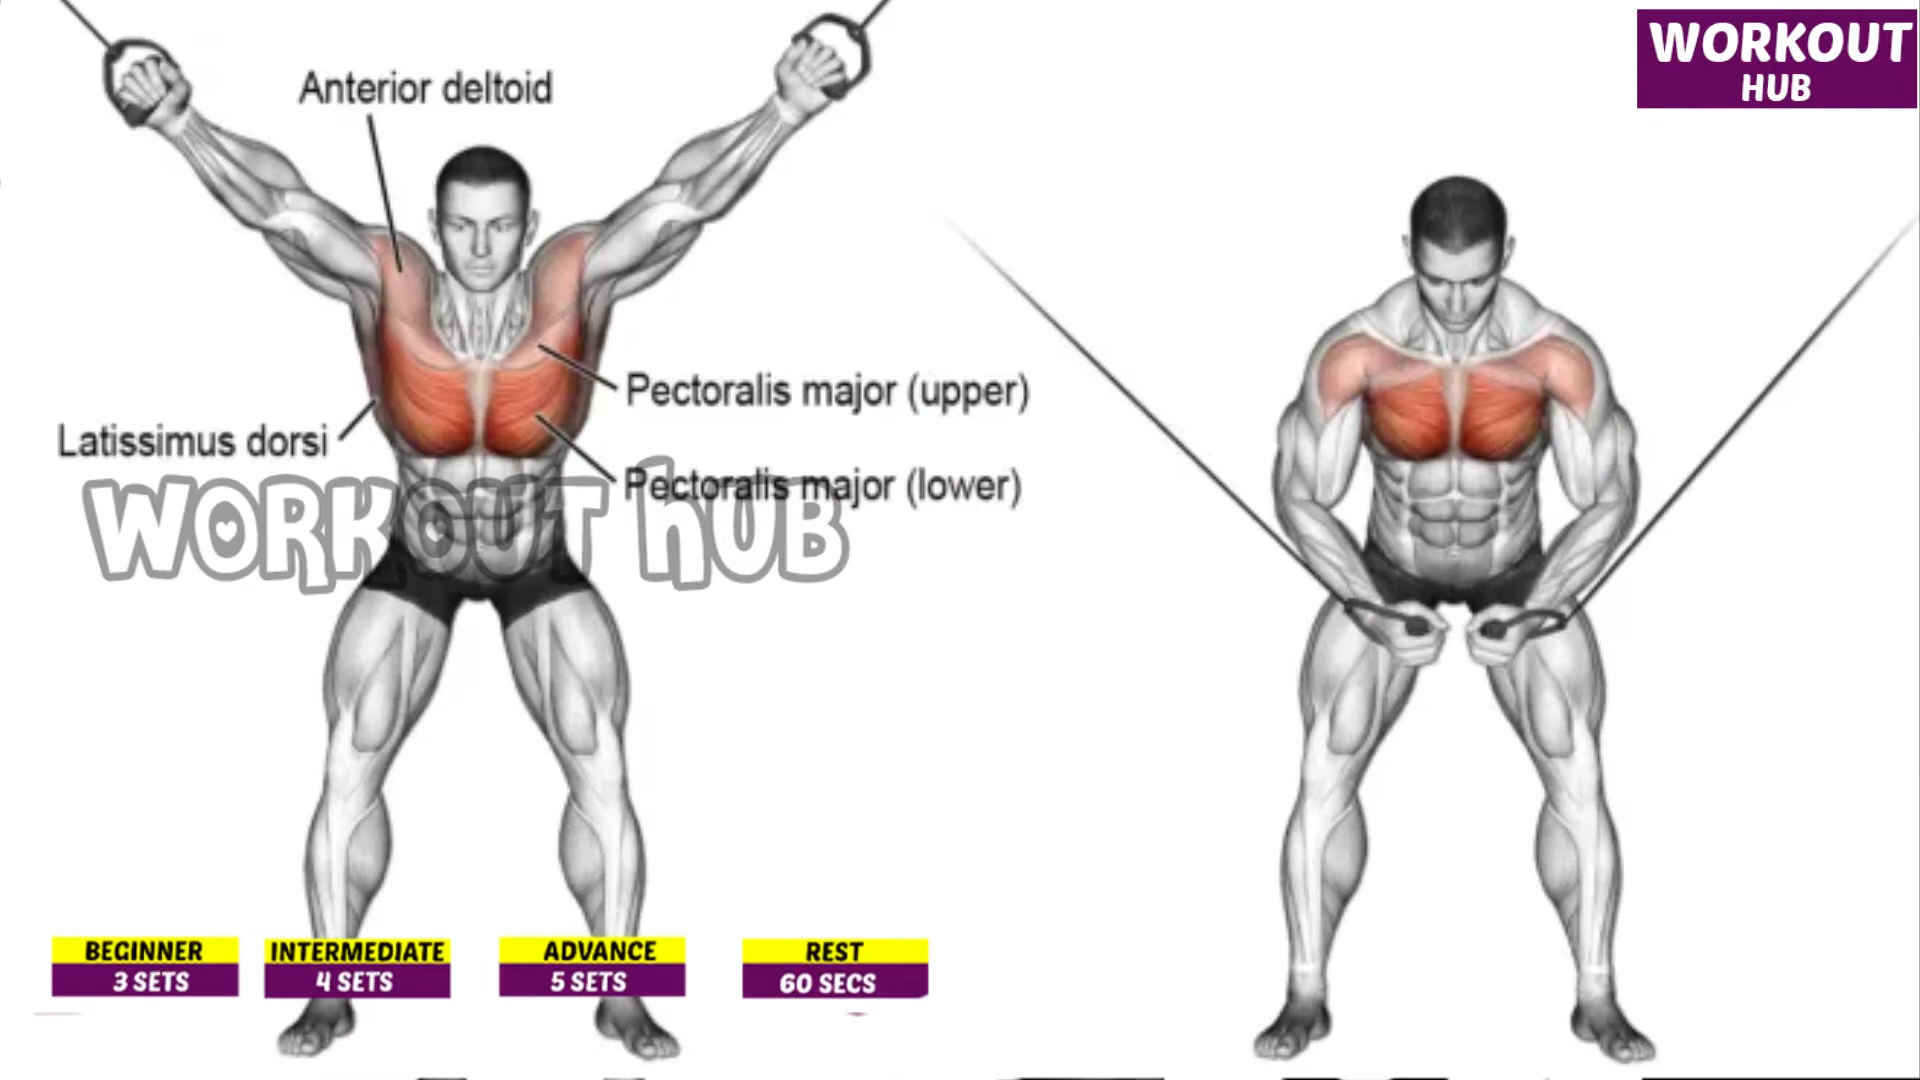 WORKOUT
HUB
Anterior deltoid
Pectoralis major (upper)
Latissimus dorsi
Pectoralis major (lower)
WORKOUT HUB
BEGINNER
3 SETS
INTERMEDIATE
4 SETS
ADVANCE
5 SETS
REST
60 SECS